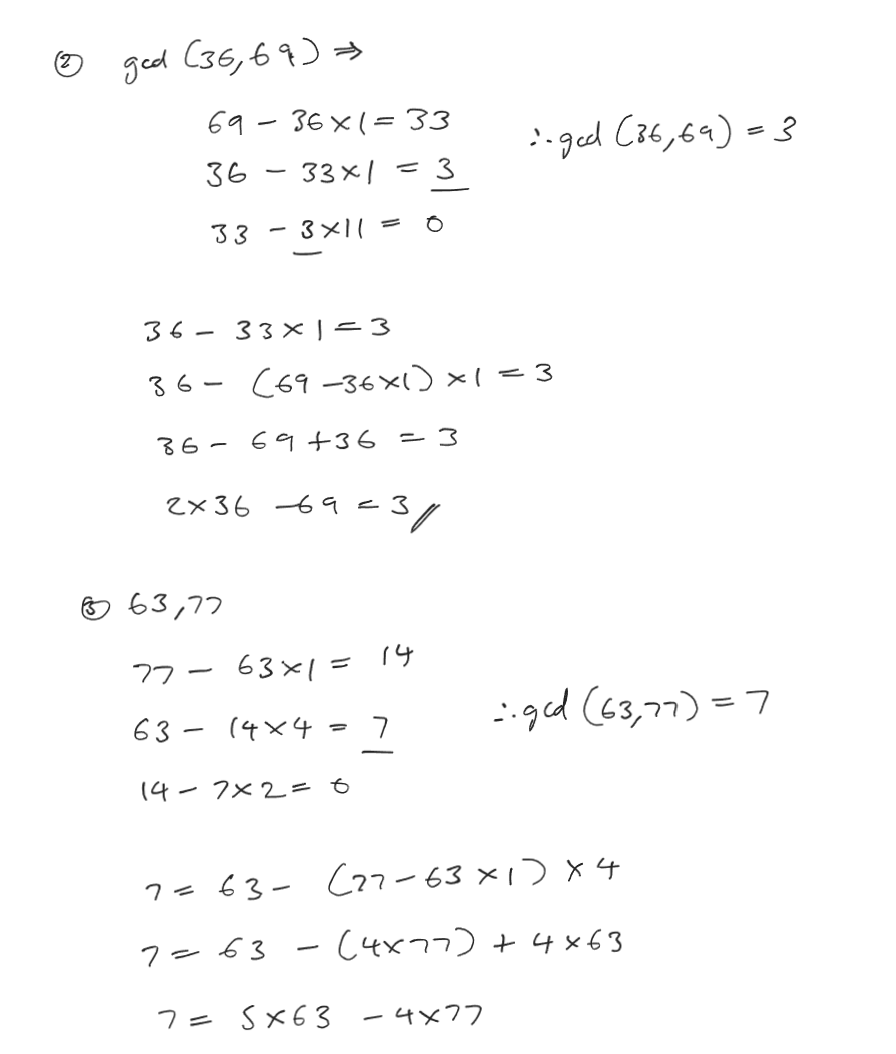 ② gcd (36,69) ⇒
69 - 36×1 = 33
∴ gcd (36,69) = 3
36 - 33×1 = 3
33 - 3×11 = 0
36 - 33×1 = 3
36 - (69 - 36×1) ×1 = 3
36 - 69 + 36 = 3
2×36 - 69 = 3 //
③ 63,77
77 - 63×1 = 14
63 - 14×4 = 7
∴ gcd (63,77) = 7
14 - 7×2 = 0
7 = 63 - (77 - 63×1) × 4
7 = 63 - (4×77) + 4×63
7 = 5×63 - 4×77